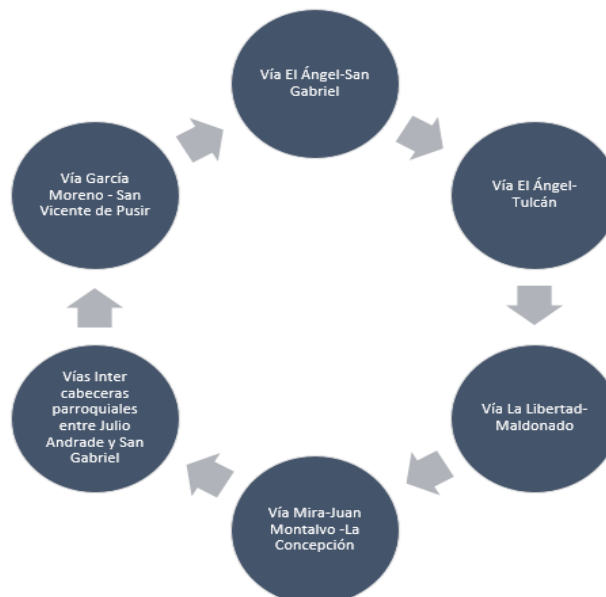 Vía El Ángel-San
Gabriel
Vía El Ángel-
Tulcán
Vía La Libertad-
Maldonado
Vía Mira-Juan
Montalvo -La
Concepción
Vías Inter
cabeceras
parroquiales
entre Julio
Andrade y San
Gabriel
Vía García
Moreno - San
Vicente de Pusir